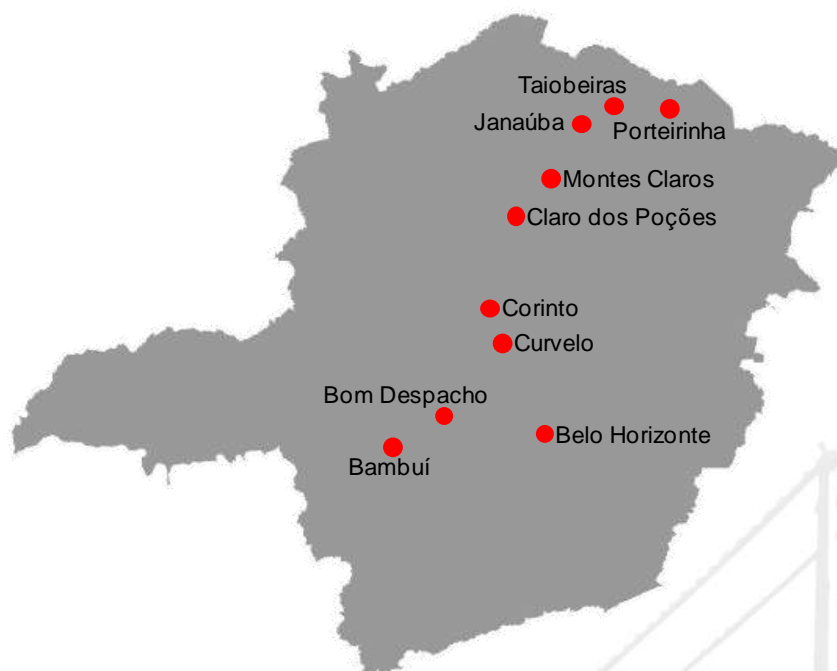 Taiobeiras
Janaúba
Porteirinha
Montes Claros
Claro dos Poções
Corinto
Curvelo
Bom Despacho
Belo Horizonte
Bambuí